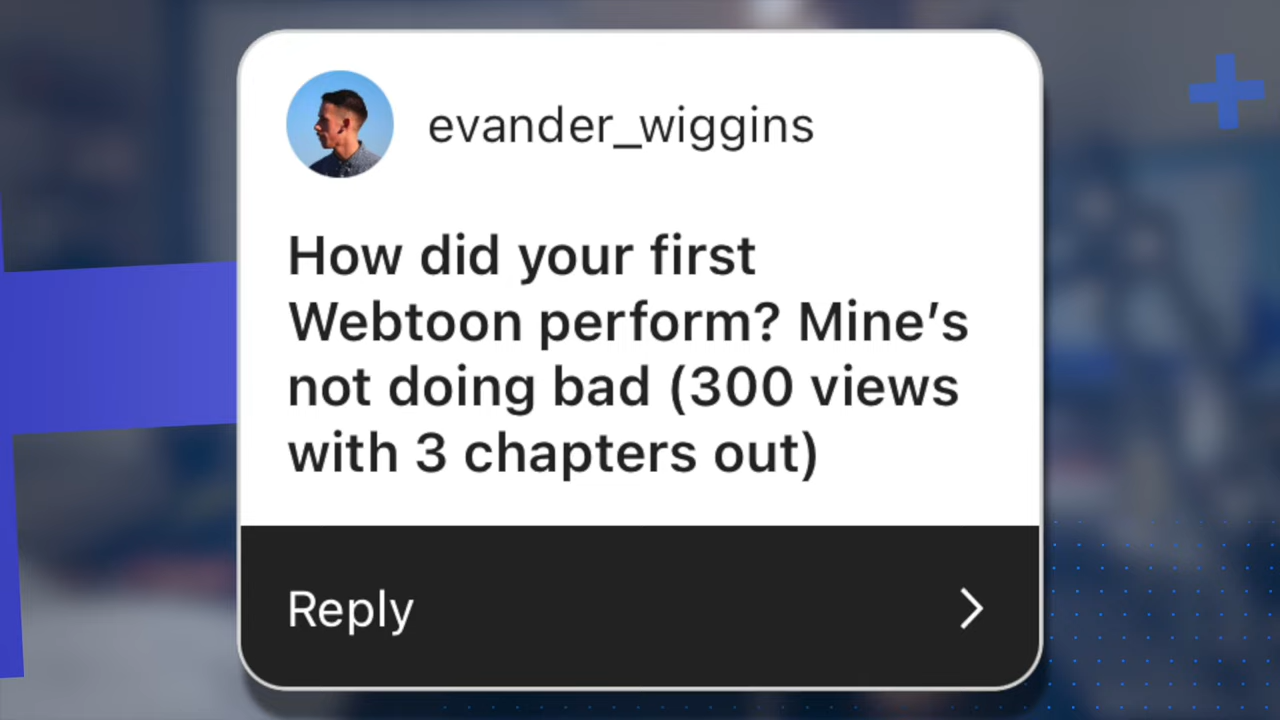 evander_wiggins
How did your first
Webtoon perform? Mine’s
not doing bad (300 views
with 3 chapters out)
Reply